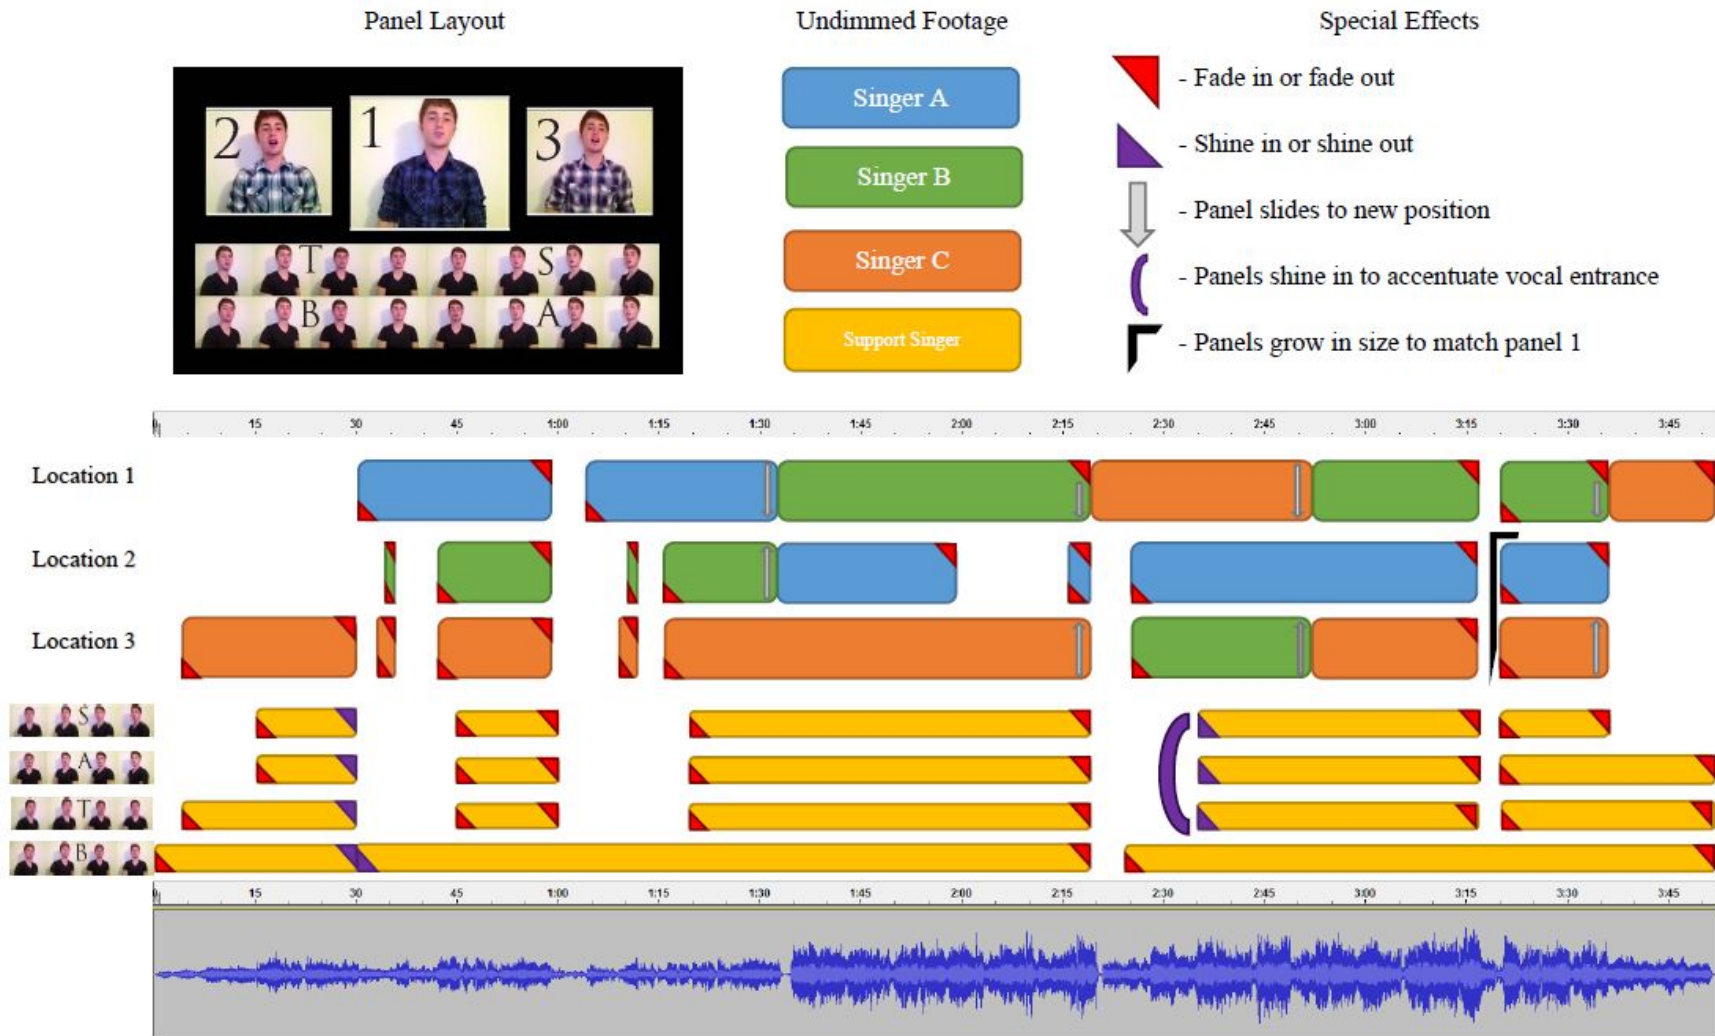 Panel Layout
Undimmed Footage
Special Effects
2
1
3
T
S
B
A
Singer A
Singer B
Singer C
Support Singer
- Fade in or fade out
- Shine in or shine out
- Panel slides to new position
- Panels shine in to accentuate vocal entrance
- Panels grow in size to match panel 1
0 15 30 45 1:00 1:15 1:30 1:45 2:00 2:15 2:30 2:45 3:00 3:15 3:30 3:45
Location 1
Location 2
Location 3
S
A
T
B
0 15 30 45 1:00 1:15 1:30 1:45 2:00 2:15 2:30 2:45 3:00 3:15 3:30 3:45